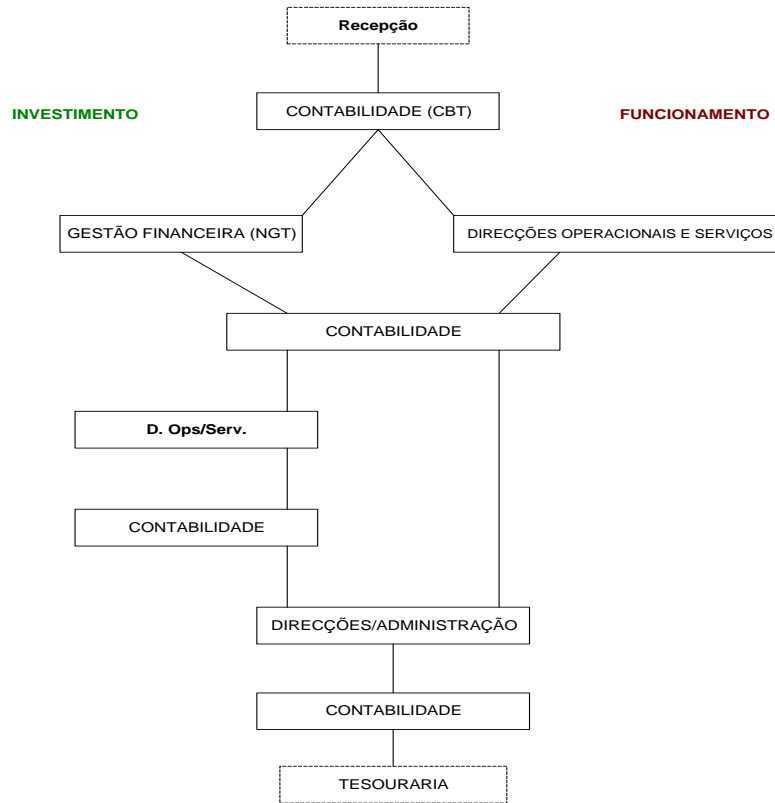 Recepção
INVESTIMENTO
CONTABILIDADE (CBT)
FUNCIONAMENTO
GESTÃO FINANCEIRA (NGT)
DIRECÇÕES OPERACIONAIS E SERVIÇOS
CONTABILIDADE
D. Ops/Serv.
CONTABILIDADE
DIRECÇÕES/ADMINISTRAÇÃO
CONTABILIDADE
TESOURARIA